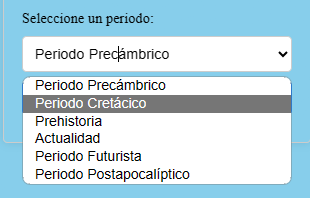 Seleccione un periodo:
Periodo Precámbrico
Periodo Precámbrico
Periodo Cretácico
Prehistoria
Actualidad
Periodo Futurista
Periodo Postapocalíptico